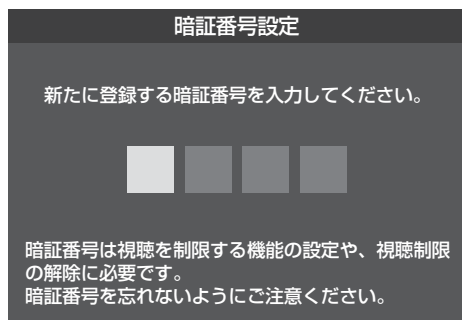 暗証番号設定
新たに登録する暗証番号を入力してください。
暗証番号は視聴を制限する機能の設定や、視聴制限
の解除に必要です。
暗証番号を忘れないようにご注意ください。